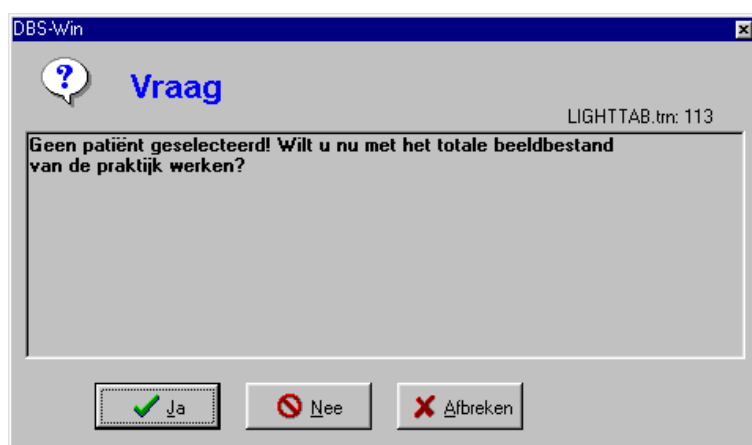 DBS-Win
?
Vraag
LIGHTTAB.trn: 113
Geen patiënt geselecteerd! Wilt u nu met het totale beeldbestand
van de praktijk werken?
Ja
Nee
Afbreken